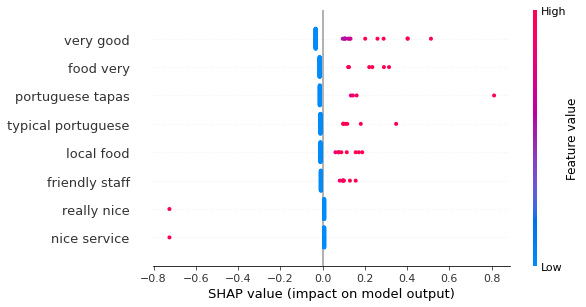 High
very good
food very
portuguese tapas
typical portuguese
local food
friendly staff
really nice
nice service
Feature value
Low
−0.8 −0.6 −0.4 −0.2 0.0 0.2 0.4 0.6 0.8
SHAP value (impact on model output)